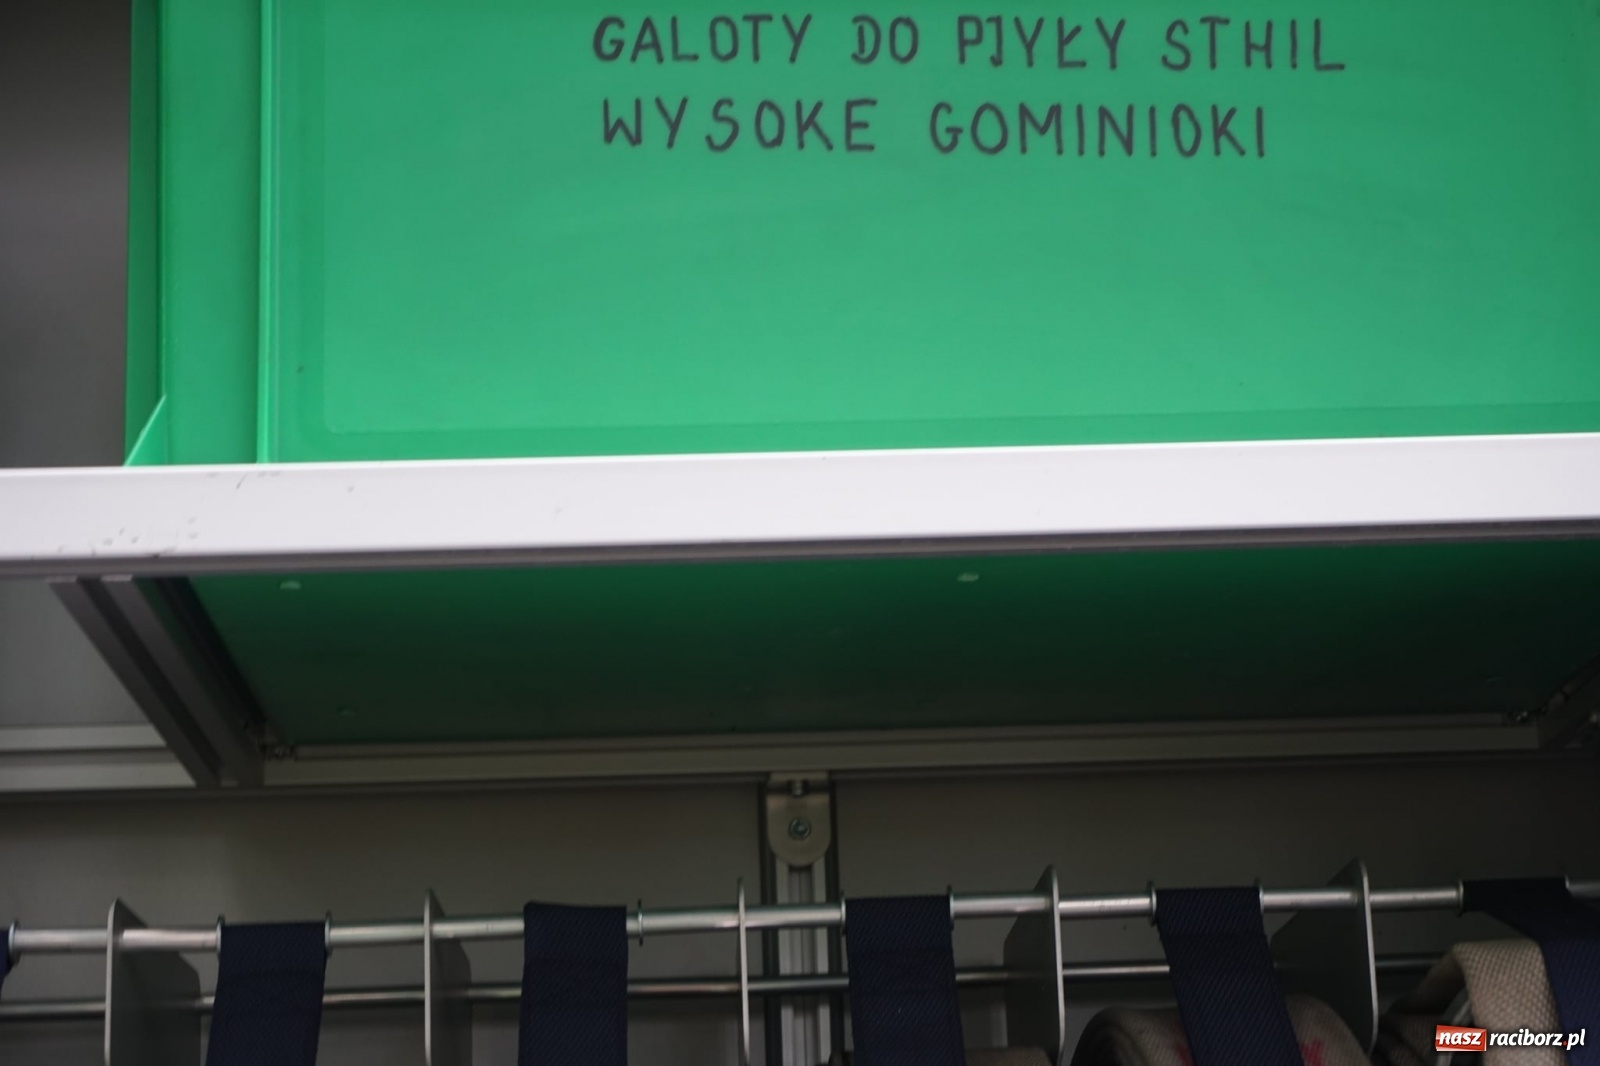 GALOTY DO PJYŁY STHIL
WYSOKE GOMINIOKI
nasz raciborz.pl